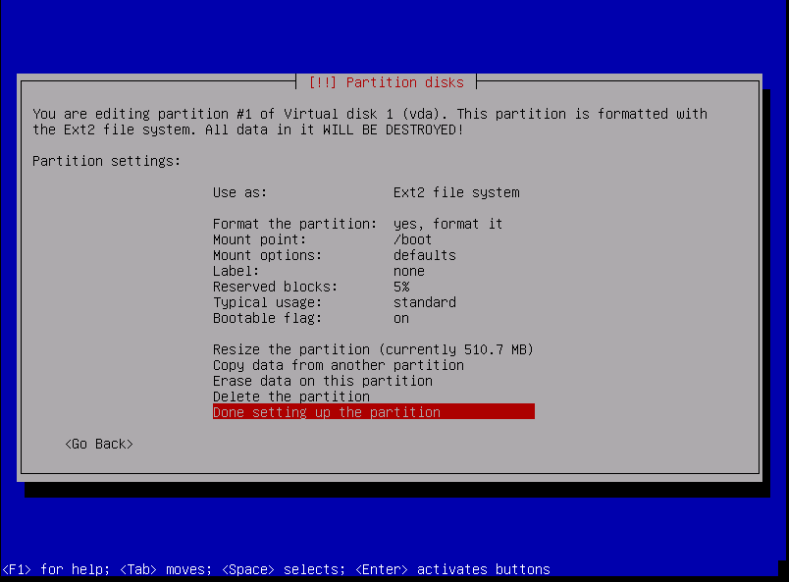 [!!] Partition disks
You are editing partition #1 of Virtual disk 1 (vda). This partition is formatted with
the Ext2 file system. All data in it WILL BE DESTROYED!
Partition settings:
Use as: Ext2 file system
Format the partition: yes, format it
Mount point: /boot
Mount options: defaults
Label: none
Reserved blocks: 5%
Typical usage: standard
Bootable flag: on
Resize the partition (currently 510.7 MB)
Copy data from another partition
Erase data on this partition
Delete the partition
Done setting up the partition
<Go Back>
<F1> for help; <Tab> moves; <Space> selects; <Enter> activates buttons